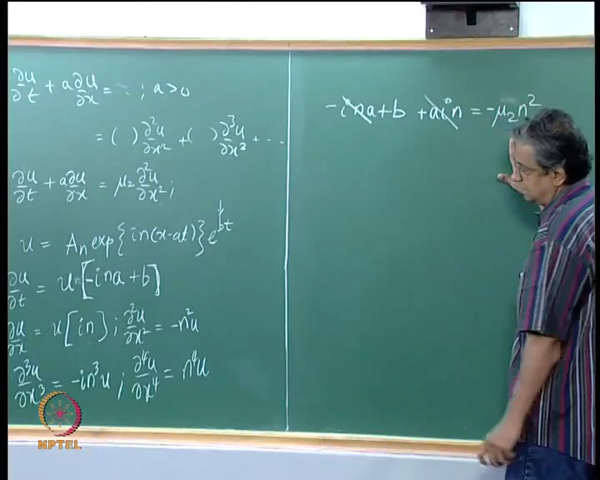 ∂u/∂t + a ∂u/∂x = ; a > 0
= ( ) ∂²u/∂x² + ( ) ∂³u/∂x³ + ...
∂u/∂t + a ∂u/∂x = μ₂ ∂²u/∂x² ;
u = Aₙ exp{in(x-at)} e^{bt}
∂u/∂t = u[-ina + b]
∂u/∂x = u[in] ; ∂²u/∂x² = -n²u
∂³u/∂x³ = -in³u ; ∂⁴u/∂x⁴ = n⁴u
-ina + b + ain = -μ₂n²
NPTEL